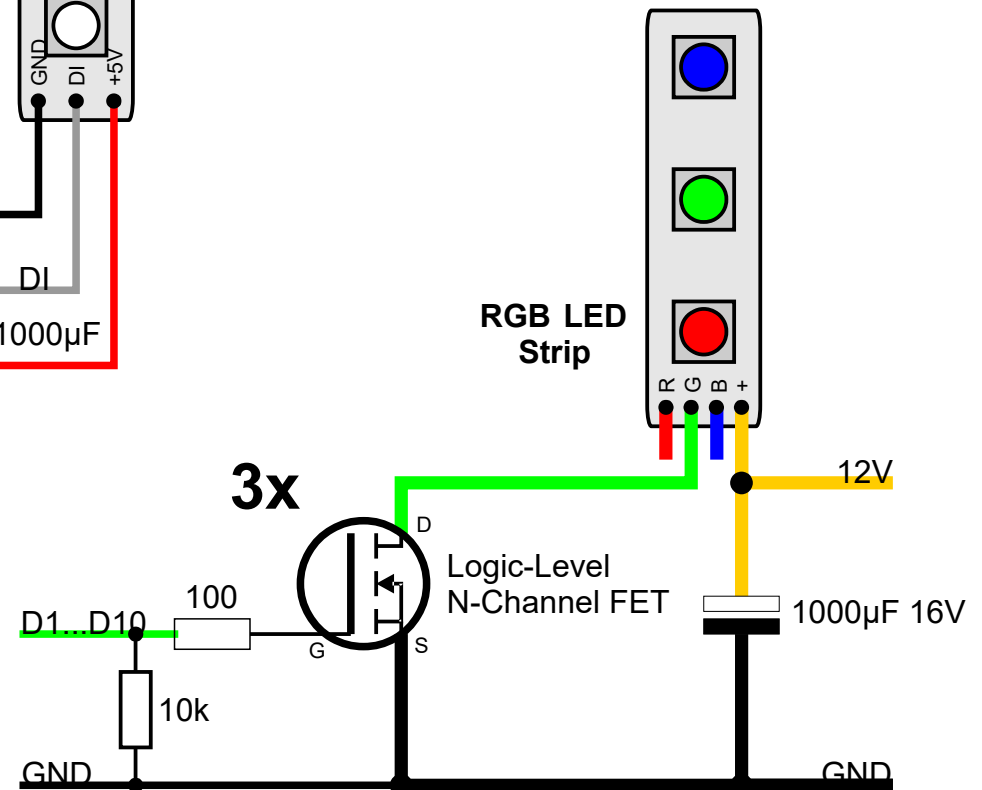 GND
DI
+5V
DI
1000µF
RGB LED
Strip
R
G
B
+
12V
3x
D
Logic-Level
N-Channel FET
100
D1...D10
G
S
1000µF 16V
10k
GND
GND